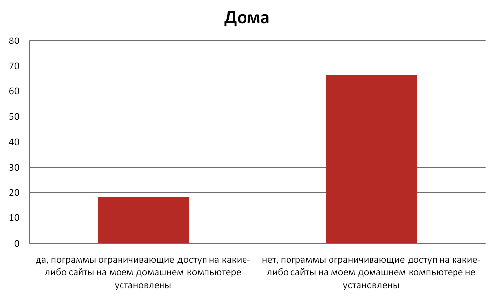 Дома
80
70
60
50
40
30
20
10
0
да, пограммы ограничивающие доступ на какие-
либо сайты на моем домашнем компьютере
установлены
нет, пограммы ограничивающие доступ на какие-
либо сайты на моем домашнем компьютере не
установлены